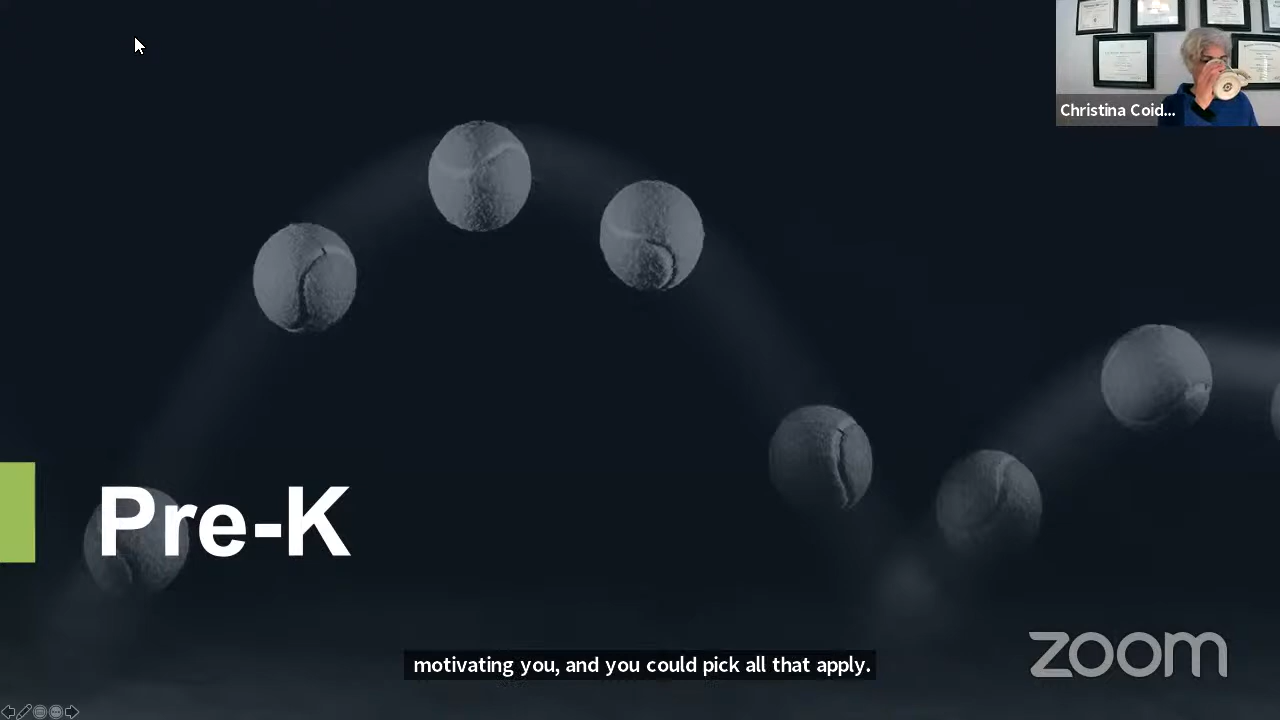 Christina Coid...
Pre-K
motivating you, and you could pick all that apply.
zoom